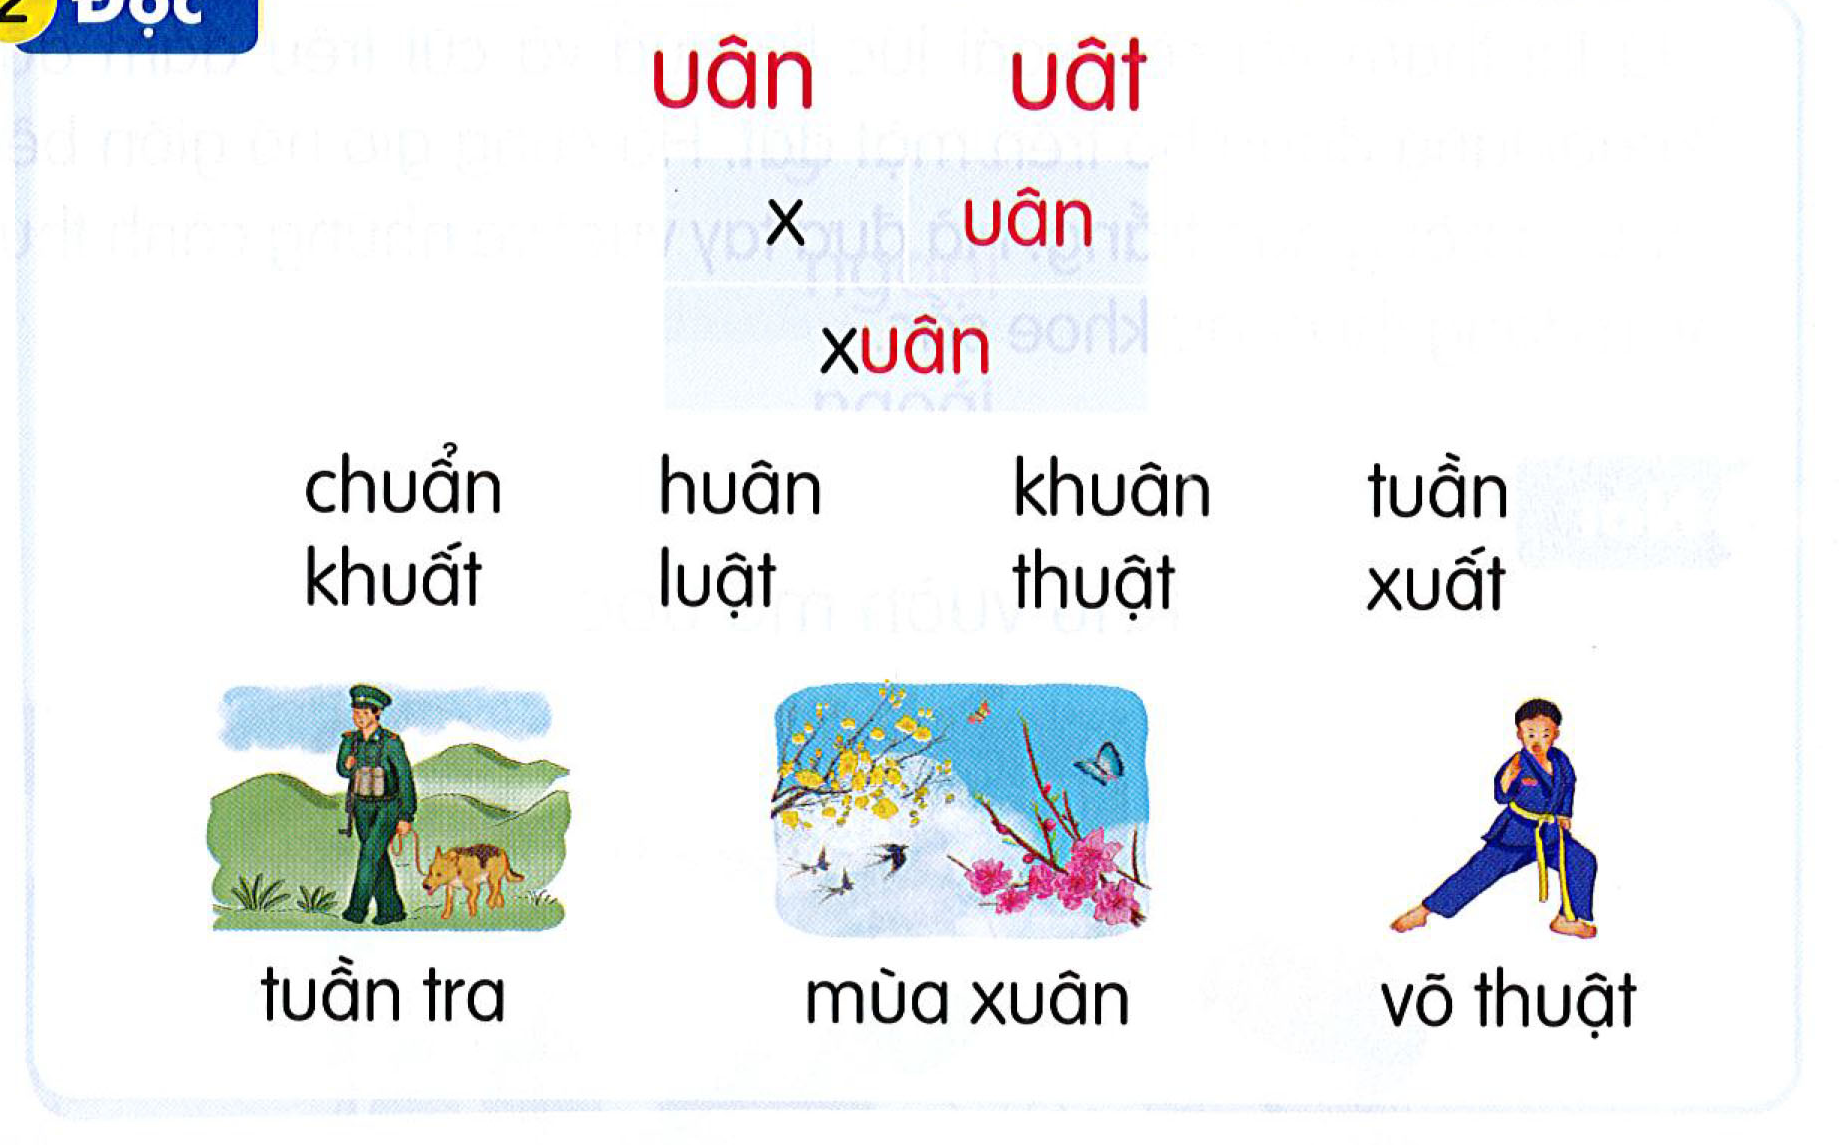 2 Đọc
uân uât
x uân
xuân
chuẩn huân khuân tuần
khuất luật thuật xuất
tuần tra mùa xuân võ thuật